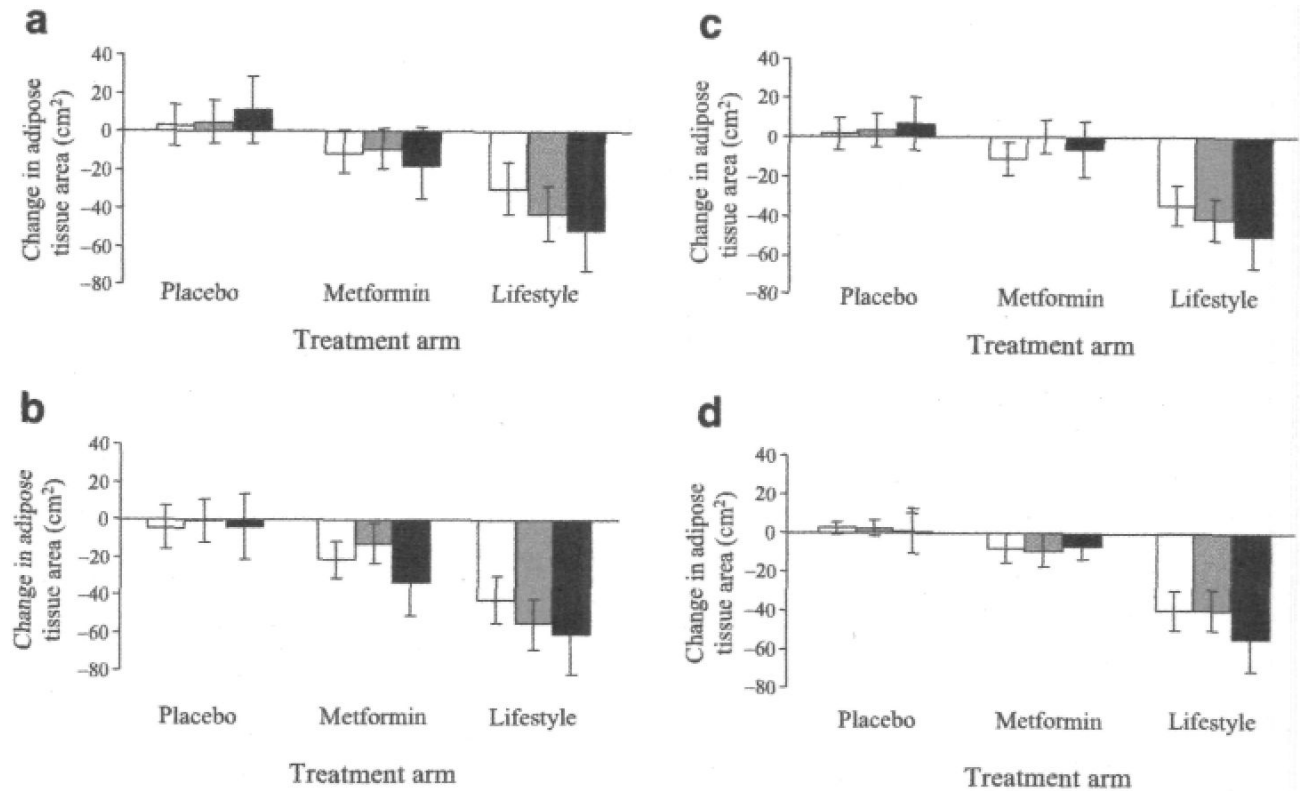 a
Change in adipose
tissue area (cm²)
40
20
0
−20
−40
−60
−80
Placebo Metformin Lifestyle
Treatment arm
b
Change in adipose
tissue area (cm²)
40
20
0
−20
−40
−60
−80
Placebo Metformin Lifestyle
Treatment arm
c
Change in adipose
tissue area (cm²)
40
20
0
−20
−40
−60
−80
Placebo Metformin Lifestyle
Treatment arm
d
Change in adipose
tissue area (cm²)
40
20
0
−20
−40
−60
−80
Placebo Metformin Lifestyle
Treatment arm